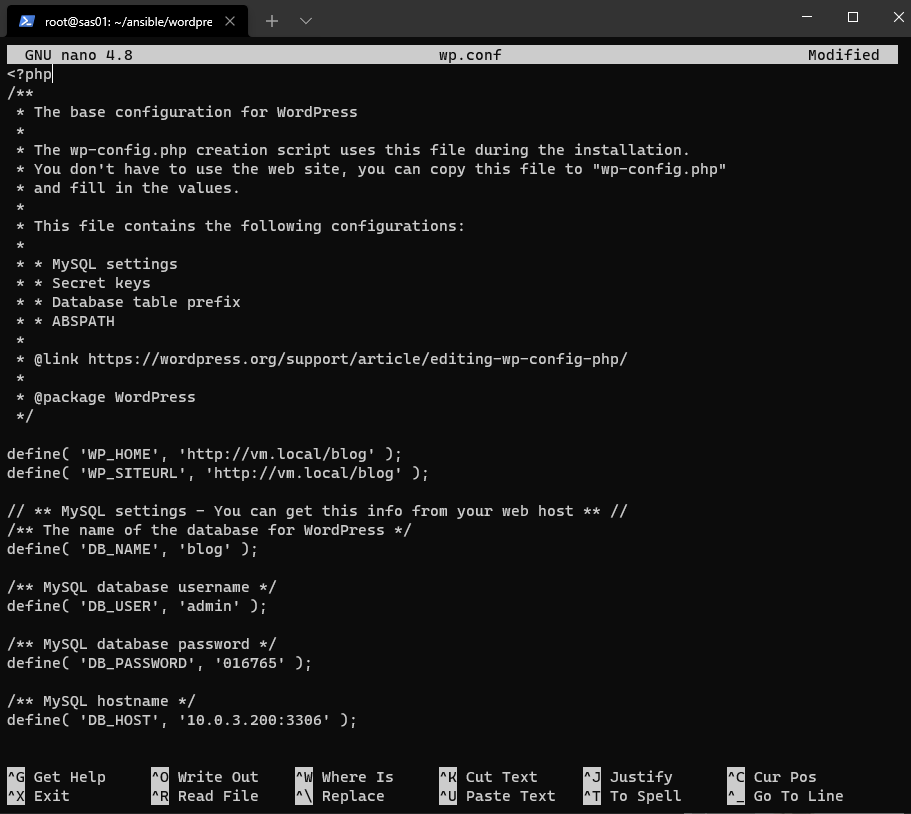 root@sas01: ~/ansible/wordpre
GNU nano 4.8 wp.conf Modified
<?php
/**
 * The base configuration for WordPress
 *
 * The wp-config.php creation script uses this file during the installation.
 * You don't have to use the web site, you can copy this file to "wp-config.php"
 * and fill in the values.
 *
 * This file contains the following configurations:
 *
 * * MySQL settings
 * * Secret keys
 * * Database table prefix
 * * ABSPATH
 *
 * @link https://wordpress.org/support/article/editing-wp-config-php/
 *
 * @package WordPress
 */
define( 'WP_HOME', 'http://vm.local/blog' );
define( 'WP_SITEURL', 'http://vm.local/blog' );
// ** MySQL settings - You can get this info from your web host ** //
/** The name of the database for WordPress */
define( 'DB_NAME', 'blog' );
/** MySQL database username */
define( 'DB_USER', 'admin' );
/** MySQL database password */
define( 'DB_PASSWORD', '016765' );
/** MySQL hostname */
define( 'DB_HOST', '10.0.3.200:3306' );
^G Get Help ^O Write Out ^W Where Is ^K Cut Text ^J Justify ^C Cur Pos
^X Exit ^R Read File ^\ Replace ^U Paste Text ^T To Spell ^_ Go To Line